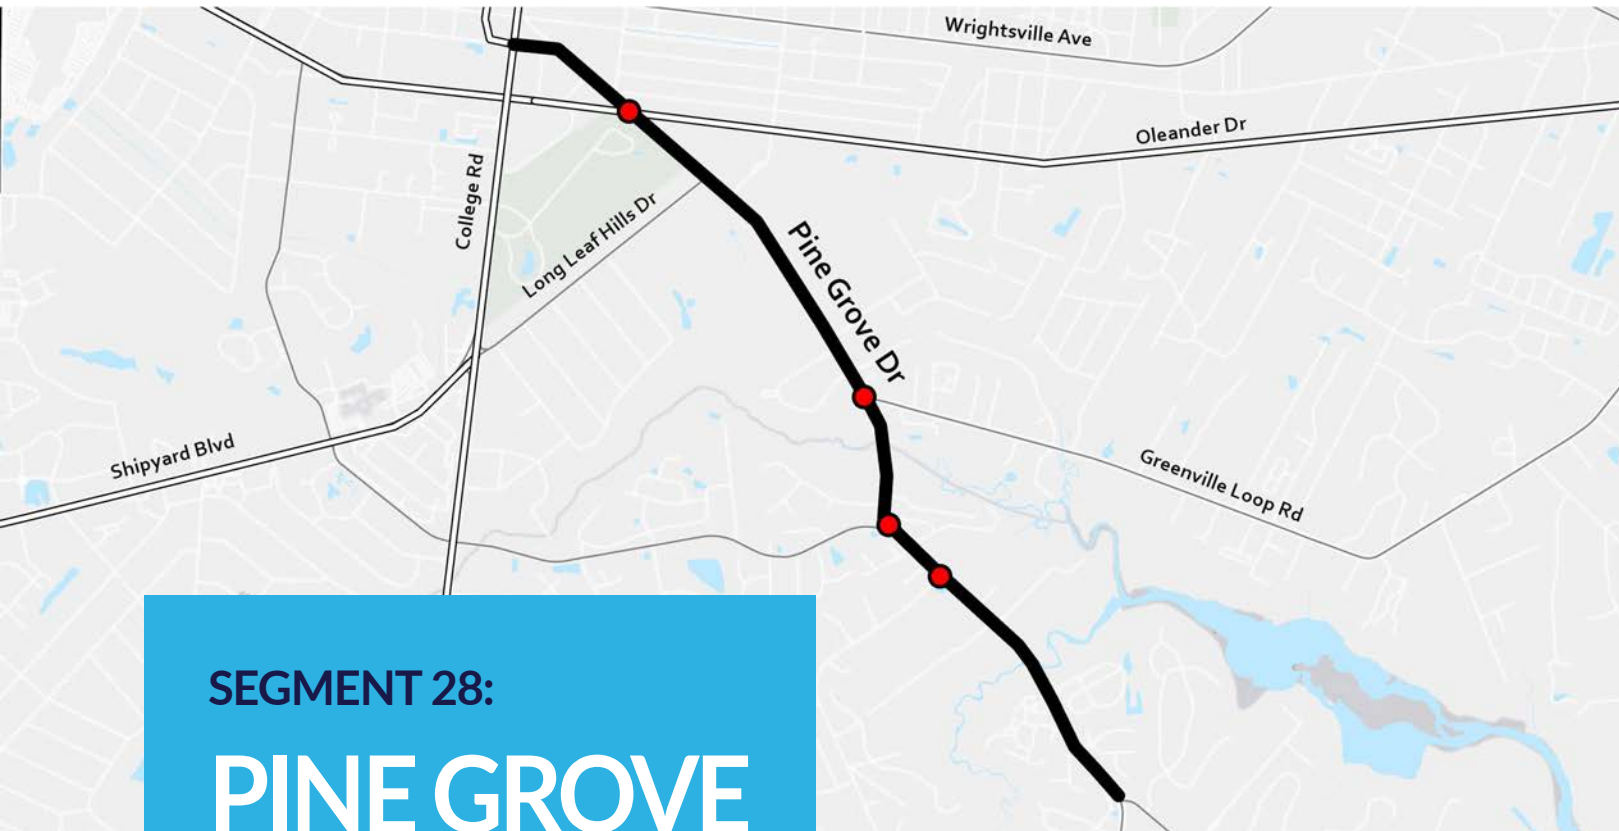 Wrightsville Ave
Oleander Dr
College Rd
Long Leaf Hills Dr
Pine Grove Dr
Shipyard Blvd
Greenville Loop Rd
SEGMENT 28:
PINE GROVE